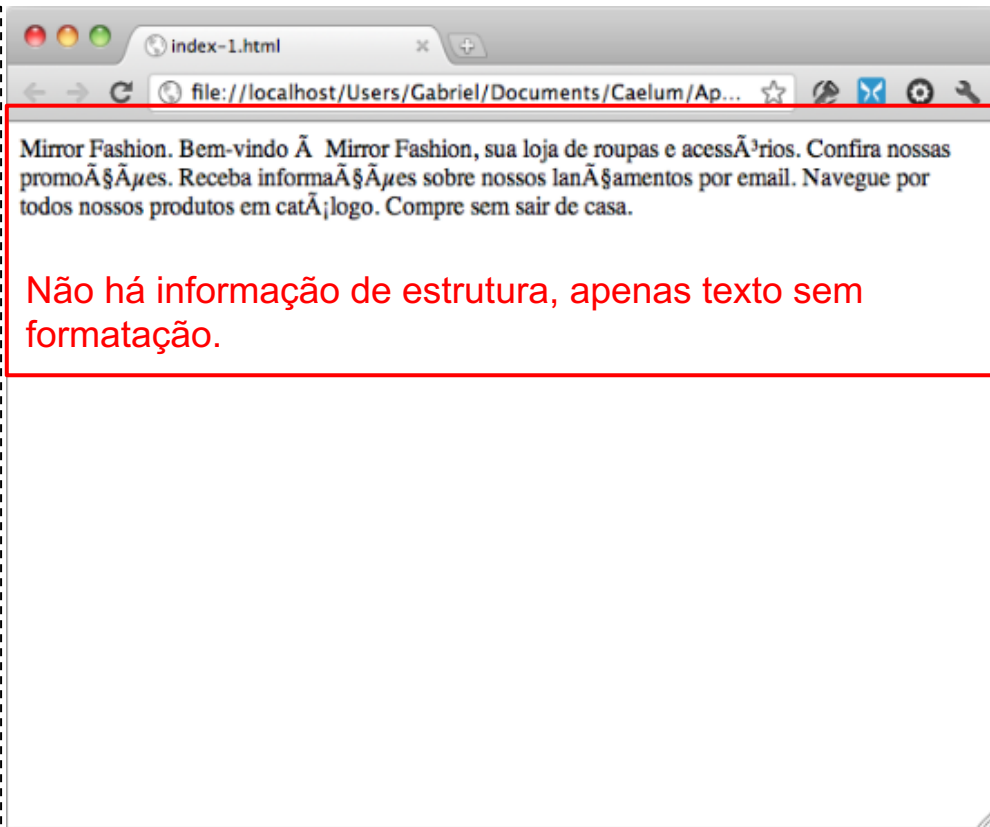 index-1.html
file://localhost/Users/Gabriel/Documents/Caelum/Ap...
Mirror Fashion. Bem-vindo Ã  Mirror Fashion, sua loja de roupas e acessÃ³rios. Confira nossas
promoÃ§Ãµes. Receba informaÃ§Ãµes sobre nossos lanÃ§amentos por email. Navegue por
todos nossos produtos em catÃ¡logo. Compre sem sair de casa.
Não há informação de estrutura, apenas texto sem
formatação.